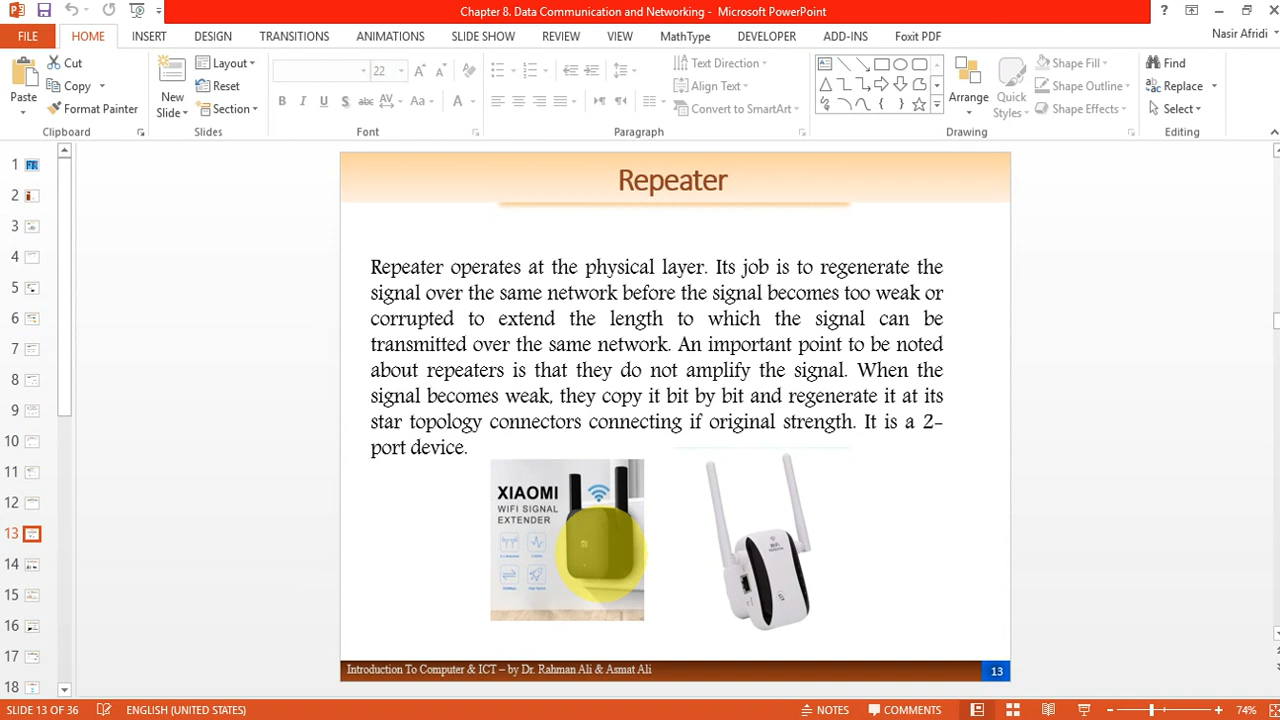 Chapter 8. Data Communication and Networking - Microsoft PowerPoint
FILE HOME INSERT DESIGN TRANSITIONS ANIMATIONS SLIDE SHOW REVIEW VIEW MathType DEVELOPER ADD-INS Foxit PDF Nasir Afridi
Cut
Copy
Format Painter
Paste
Clipboard
New
Slide
Layout
Reset
Section
Slides
22
B I U S abc AV Aa A
Font
Text Direction
Align Text
Convert to SmartArt
Paragraph
Arrange
Quick
Styles
Shape Fill
Shape Outline
Shape Effects
Drawing
Find
Replace
Select
Editing
1
2
3
4
5
6
7
8
9
10
11
12
13
14
15
16
17
18
Repeater
Repeater operates at the physical layer. Its job is to regenerate the
signal over the same network before the signal becomes too weak or
corrupted to extend the length to which the signal can be
transmitted over the same network. An important point to be noted
about repeaters is that they do not amplify the signal. When the
signal becomes weak, they copy it bit by bit and regenerate it at its
star topology connectors connecting if original strength. It is a 2-
port device.
XIAOMI
WIFI SIGNAL
EXTENDER
Introduction To Computer & ICT – by Dr. Rahman Ali & Asmat Ali
13
SLIDE 13 OF 36 ENGLISH (UNITED STATES) NOTES COMMENTS 74%